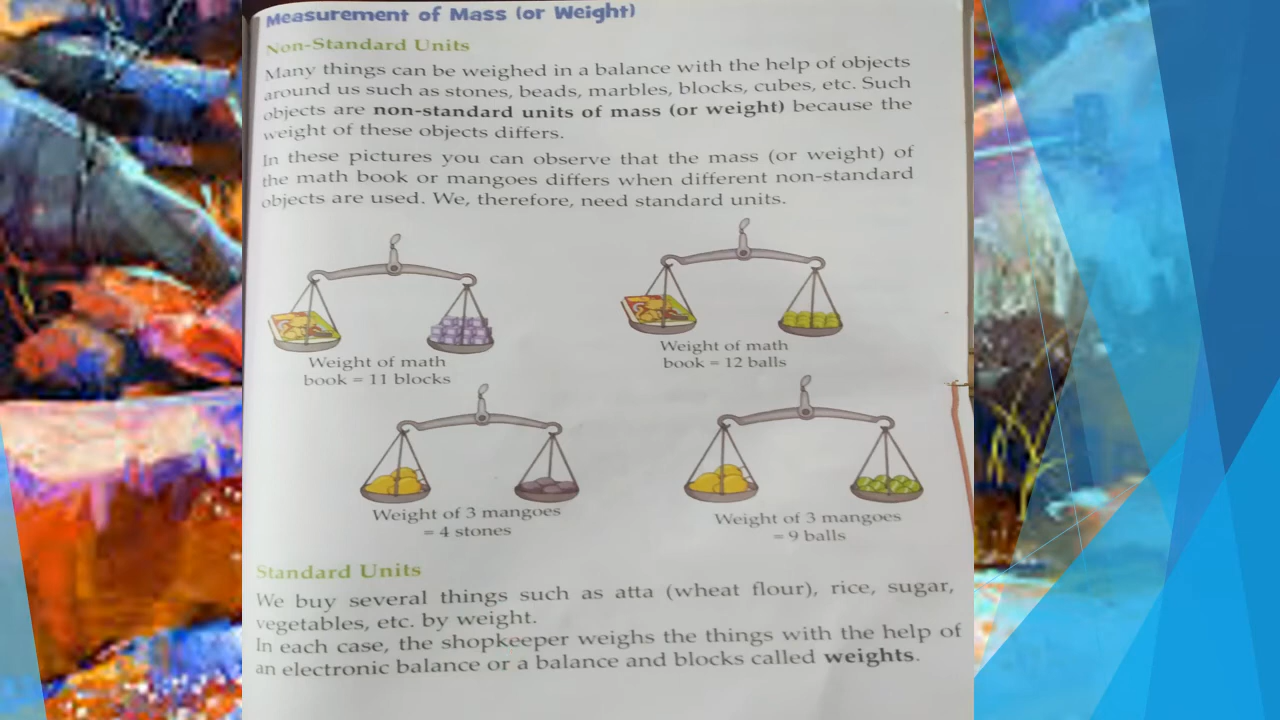 Measurement of Mass (or Weight)
Non-Standard Units
Many things can be weighed in a balance with the help of objects
around us such as stones, beads, marbles, blocks, cubes, etc. Such
objects are non-standard units of mass (or weight) because the
weight of these objects differs.
In these pictures you can observe that the mass (or weight) of
the math book or mangoes differs when different non-standard
objects are used. We, therefore, need standard units.
Weight of math
book = 11 blocks
Weight of math
book = 12 balls
Weight of 3 mangoes
= 4 stones
Weight of 3 mangoes
= 9 balls
Standard Units
We buy several things such as atta (wheat flour), rice, sugar,
vegetables, etc. by weight.
In each case, the shopkeeper weighs the things with the help of
an electronic balance or a balance and blocks called weights.